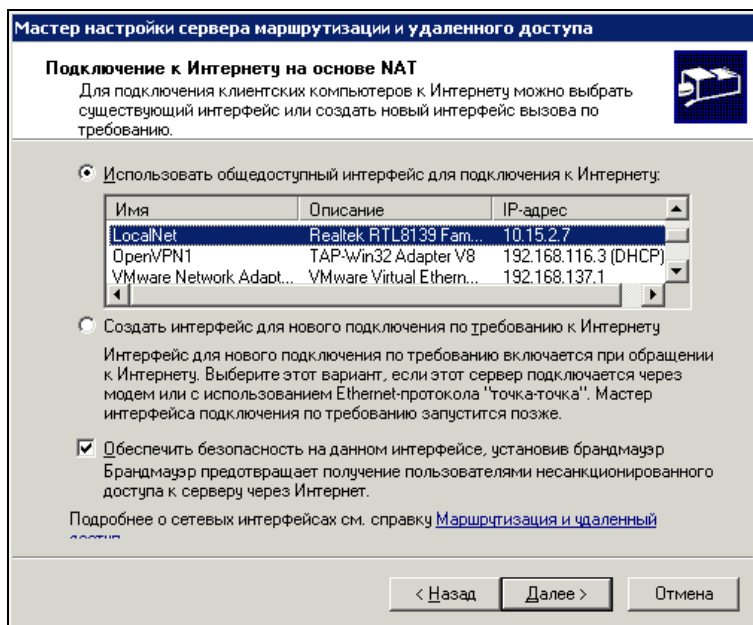 Мастер настройки сервера маршрутизации и удаленного доступа
Подключение к Интернету на основе NAT
Для подключения клиентских компьютеров к Интернету можно выбрать
существующий интерфейс или создать новый интерфейс вызова по
требованию.
Использовать общедоступный интерфейс для подключения к Интернету:
Имя Описание IP-адрес
LocalNet Realtek RTL8139 Fam... 10.15.2.7
OpenVPN1 TAP-Win32 Adapter V8 192.168.116.3 (DHCP)
VMware Network Adapt... VMware Virtual Ethern... 192.168.137.1
Создать интерфейс для нового подключения по требованию к Интернету
Интерфейс для нового подключения по требованию включается при обращении
к Интернету. Выберите этот вариант, если этот сервер подключается через
модем или с использованием Ethernet-протокола "точка-точка". Мастер
интерфейса подключения по требованию запустится позже.
Обеспечить безопасность на данном интерфейсе, установив брандмауэр
Брандмауэр предотвращает получение пользователями несанкционированного
доступа к серверу через Интернет.
Подробнее о сетевых интерфейсах см. справку Маршрутизация и удаленный
< Назад Далее > Отмена